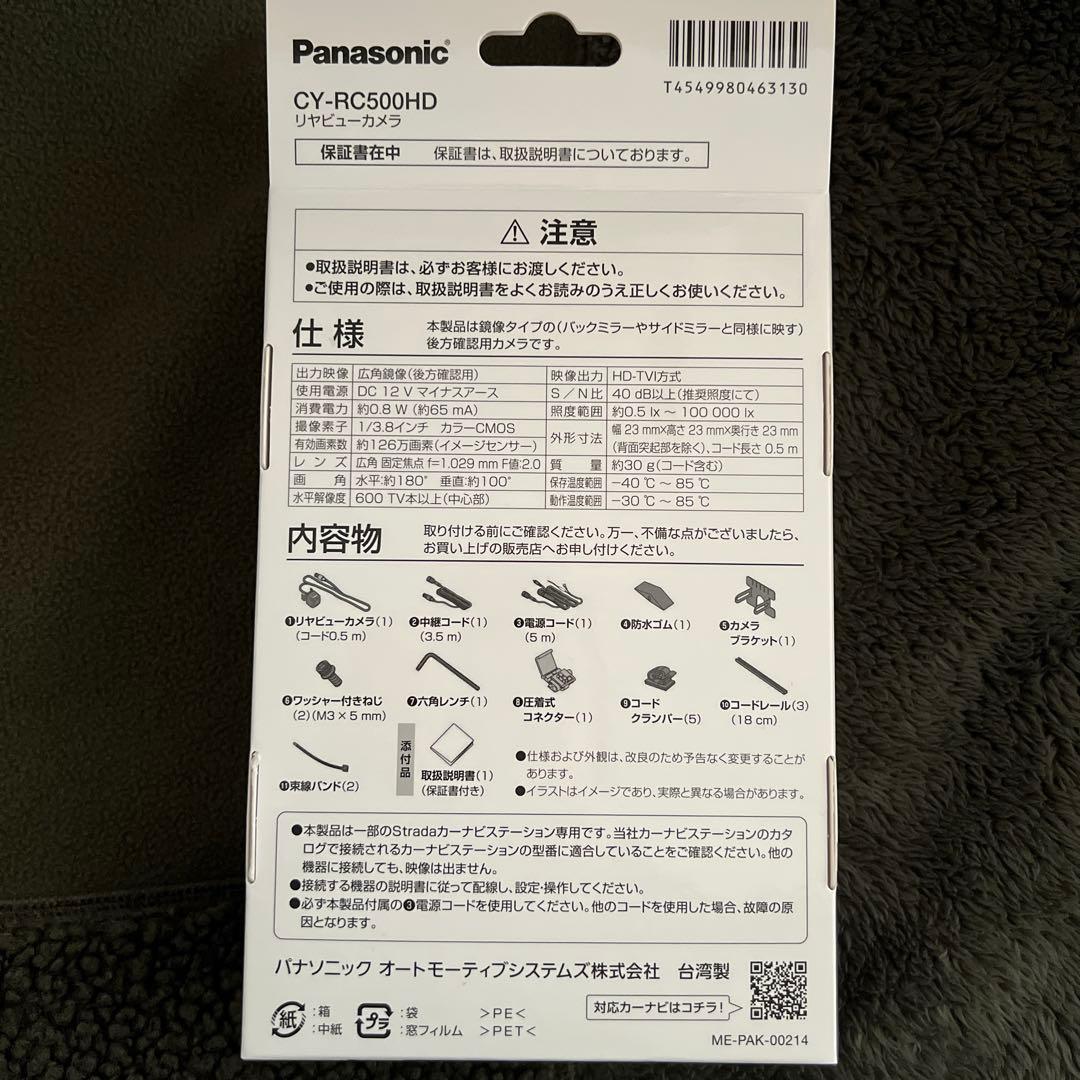 Panasonic®
T4549980463130
CY-RC500HD
リヤビューカメラ
保証書在中 保証書は、取扱説明書についております。
⚠ 注意
●取扱説明書は、必ずお客様にお渡しください。
●ご使用の際は、取扱説明書をよくお読みのうえ正しくお使いください。
仕様 本製品は鏡像タイプの(バックミラーやサイドミラーと同様に映す)
後方確認用カメラです。
出力映像 広角鏡像(後方確認用) 映像出力 HD-TVI方式
使用電源 DC 12 V マイナスアース S/N比 40 dB以上(推奨照度にて)
消費電力 約0.8 W (約65 mA) 照度範囲 約0.5 lx ～ 100 000 lx
撮像素子 1/3.8インチ カラーCMOS 外形寸法 幅 23 mm×高さ 23 mm×奥行き 23 mm
有効画素数 約126万画素(イメージセンサー) (背面突起部を除く)、コード長さ 0.5 m
レンズ 広角 固定焦点 f=1.029 mm F値:2.0 質量 約30 g(コード含む)
画角 水平:約180° 垂直:約100° 保存温度範囲 −40 ℃ ～ 85 ℃
水平解像度 600 TV本以上(中心部) 動作温度範囲 −30 ℃ ～ 85 ℃
内容物 取り付ける前にご確認ください。万一、不備な点がございましたら、
お買い上げの販売店へお申し付けください。
❶リヤビューカメラ(1) ❷中継コード(1) ❸電源コード(1) ❹防水ゴム(1) ❺カメラ
(コード0.5 m) (3.5 m) (5 m) ブラケット(1)
❻ワッシャー付きねじ ❼六角レンチ(1) ❽圧着式 ❾コード ❿コードレール(3)
(2)(M3×5 mm) コネクター(1) クランパー(5) (18 cm)
⓫束線バンド(2) 添付品 取扱説明書(1)
(保証書付き)
●仕様および外観は、改良のため予告なく変更することが
あります。
●イラストはイメージであり、実際と異なる場合があります。
●本製品は一部のStradaカーナビステーション専用です。当社カーナビステーションのカタ
ログで接続されるカーナビステーションの型番に適合していることをご確認ください。他の
機器に接続しても、映像は出ません。
●接続する機器の説明書に従って配線し、設定・操作してください。
●必ず本製品付属の❸電源コードを使用してください。他のコードを使用した場合、故障の原
因となります。
パナソニック オートモーティブシステムズ株式会社 台湾製
紙 :箱
:中紙
プラ :袋 >PE<
:窓フィルム >PET<
対応カーナビはコチラ!
ME-PAK-00214